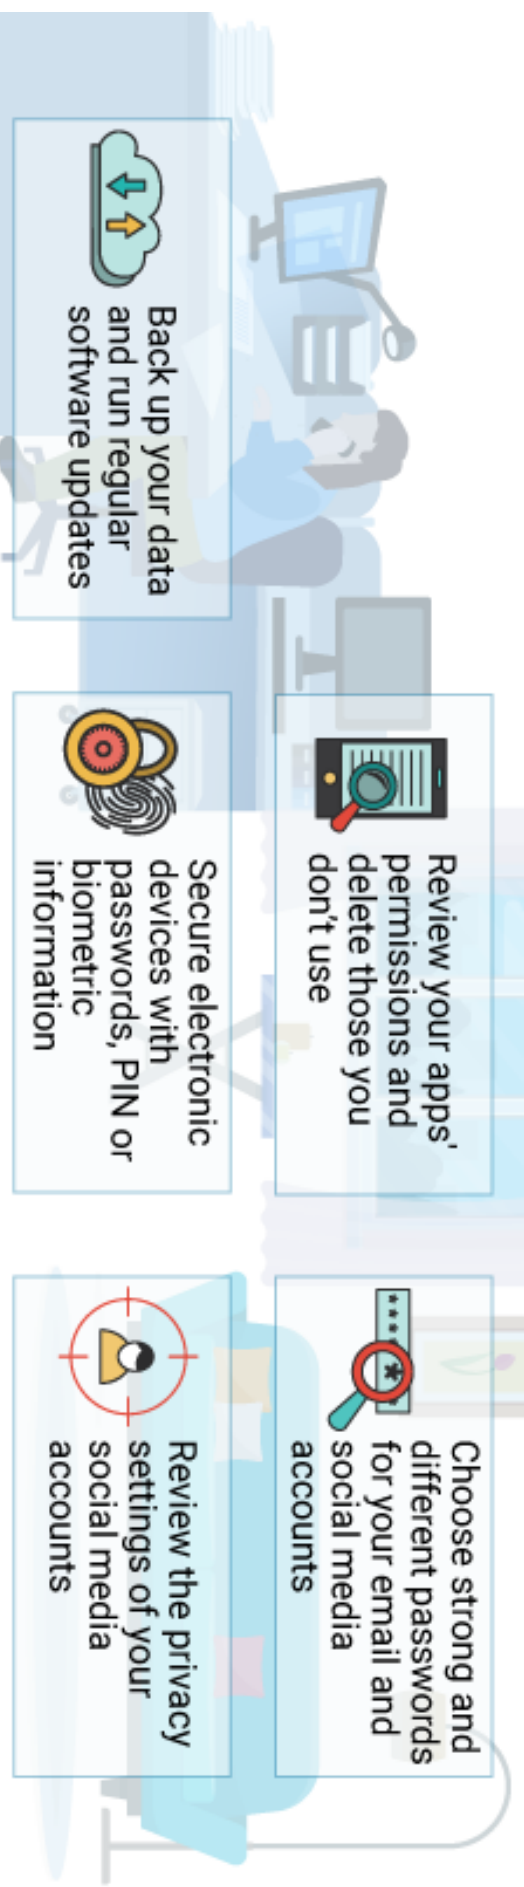 Review your apps'
permissions and
delete those you
don't use
Choose strong and
different passwords
for your email and
social media
accounts
Back up your data
and run regular
software updates
Secure electronic
devices with
passwords, PIN or
biometric
information
Review the privacy
settings of your
social media
accounts